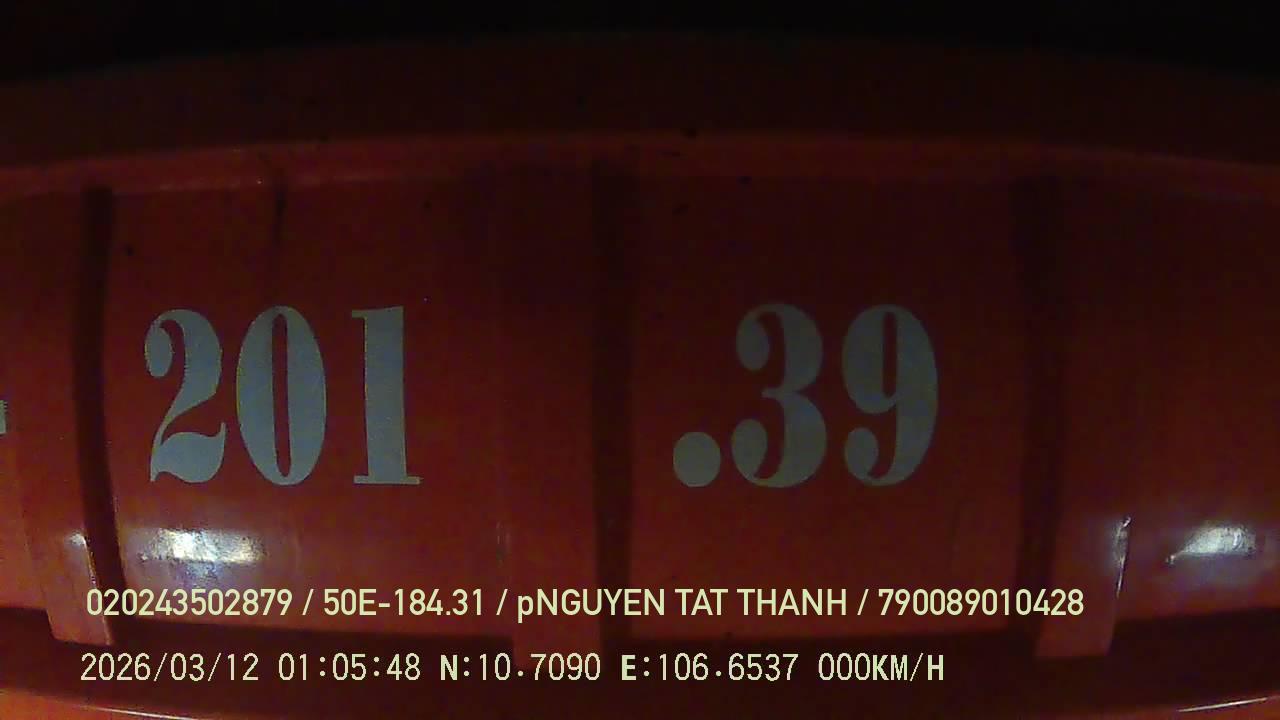 201 .39
020243502879 / 50E-184.31 / pNGUYEN TAT THANH / 790089010428
2026/03/12 01:05:48 N:10.7090 E:106.6537 000KM/H